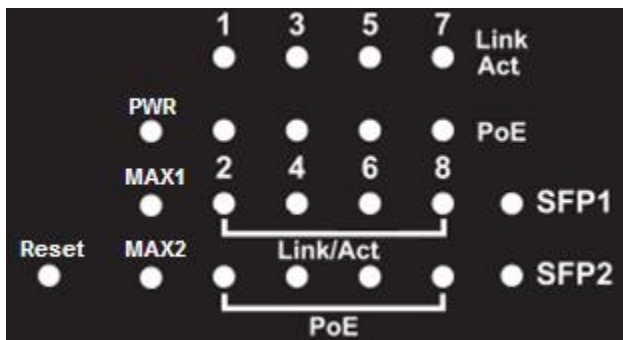 1 3 5 7 Link
Act
PWR
PoE
MAX1 2 4 6 8
SFP1
Reset MAX2 Link/Act
SFP2
PoE